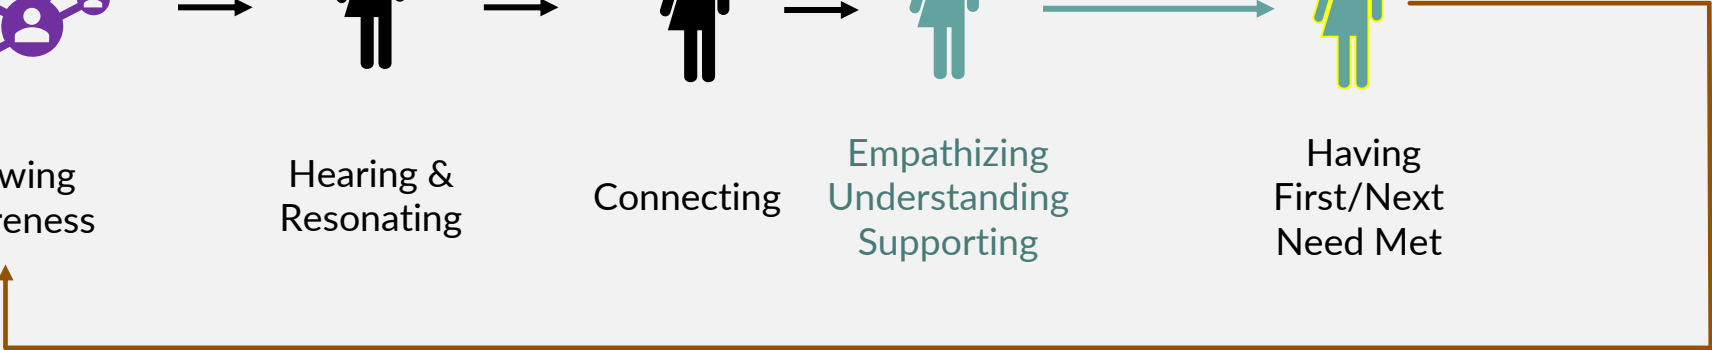 wing
reness
Hearing &
Resonating
Connecting
Empathizing
Understanding
Supporting
Having
First/Next
Need Met